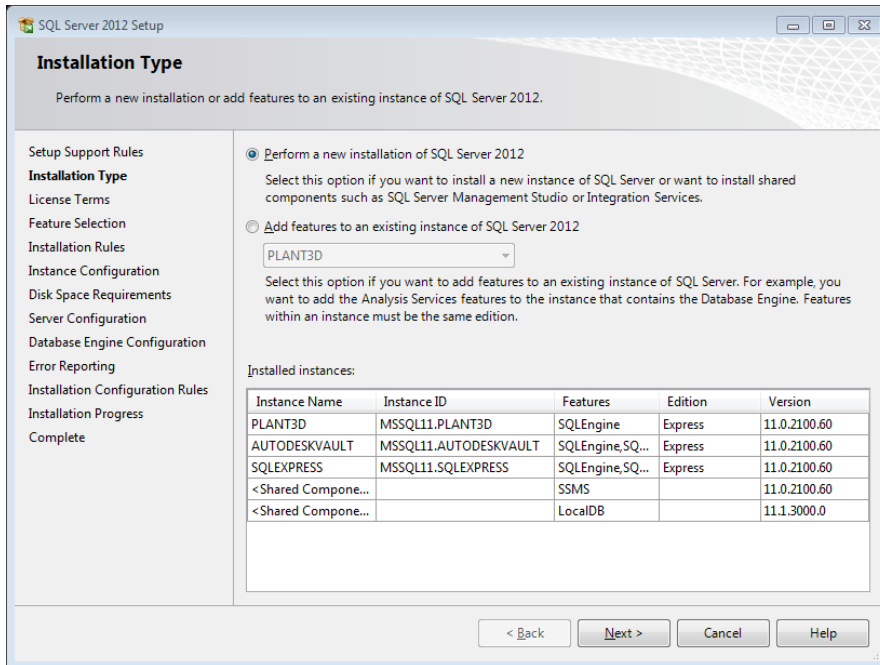 SQL Server 2012 Setup
Installation Type
Perform a new installation or add features to an existing instance of SQL Server 2012.
Setup Support Rules
Installation Type
License Terms
Feature Selection
Installation Rules
Instance Configuration
Disk Space Requirements
Server Configuration
Database Engine Configuration
Error Reporting
Installation Configuration Rules
Installation Progress
Complete
Perform a new installation of SQL Server 2012
Select this option if you want to install a new instance of SQL Server or want to install shared
components such as SQL Server Management Studio or Integration Services.
Add features to an existing instance of SQL Server 2012
PLANT3D
Select this option if you want to add features to an existing instance of SQL Server. For example, you
want to add the Analysis Services features to the instance that contains the Database Engine. Features
within an instance must be the same edition.
Installed instances:
Instance Name Instance ID Features Edition Version
PLANT3D MSSQL11.PLANT3D SQLEngine Express 11.0.2100.60
AUTODESKVAULT MSSQL11.AUTODESKVAULT SQLEngine,SQ... Express 11.0.2100.60
SQLEXPRESS MSSQL11.SQLEXPRESS SQLEngine,SQ... Express 11.0.2100.60
<Shared Compone... SSMS 11.0.2100.60
<Shared Compone... LocalDB 11.1.3000.0
< Back Next > Cancel Help